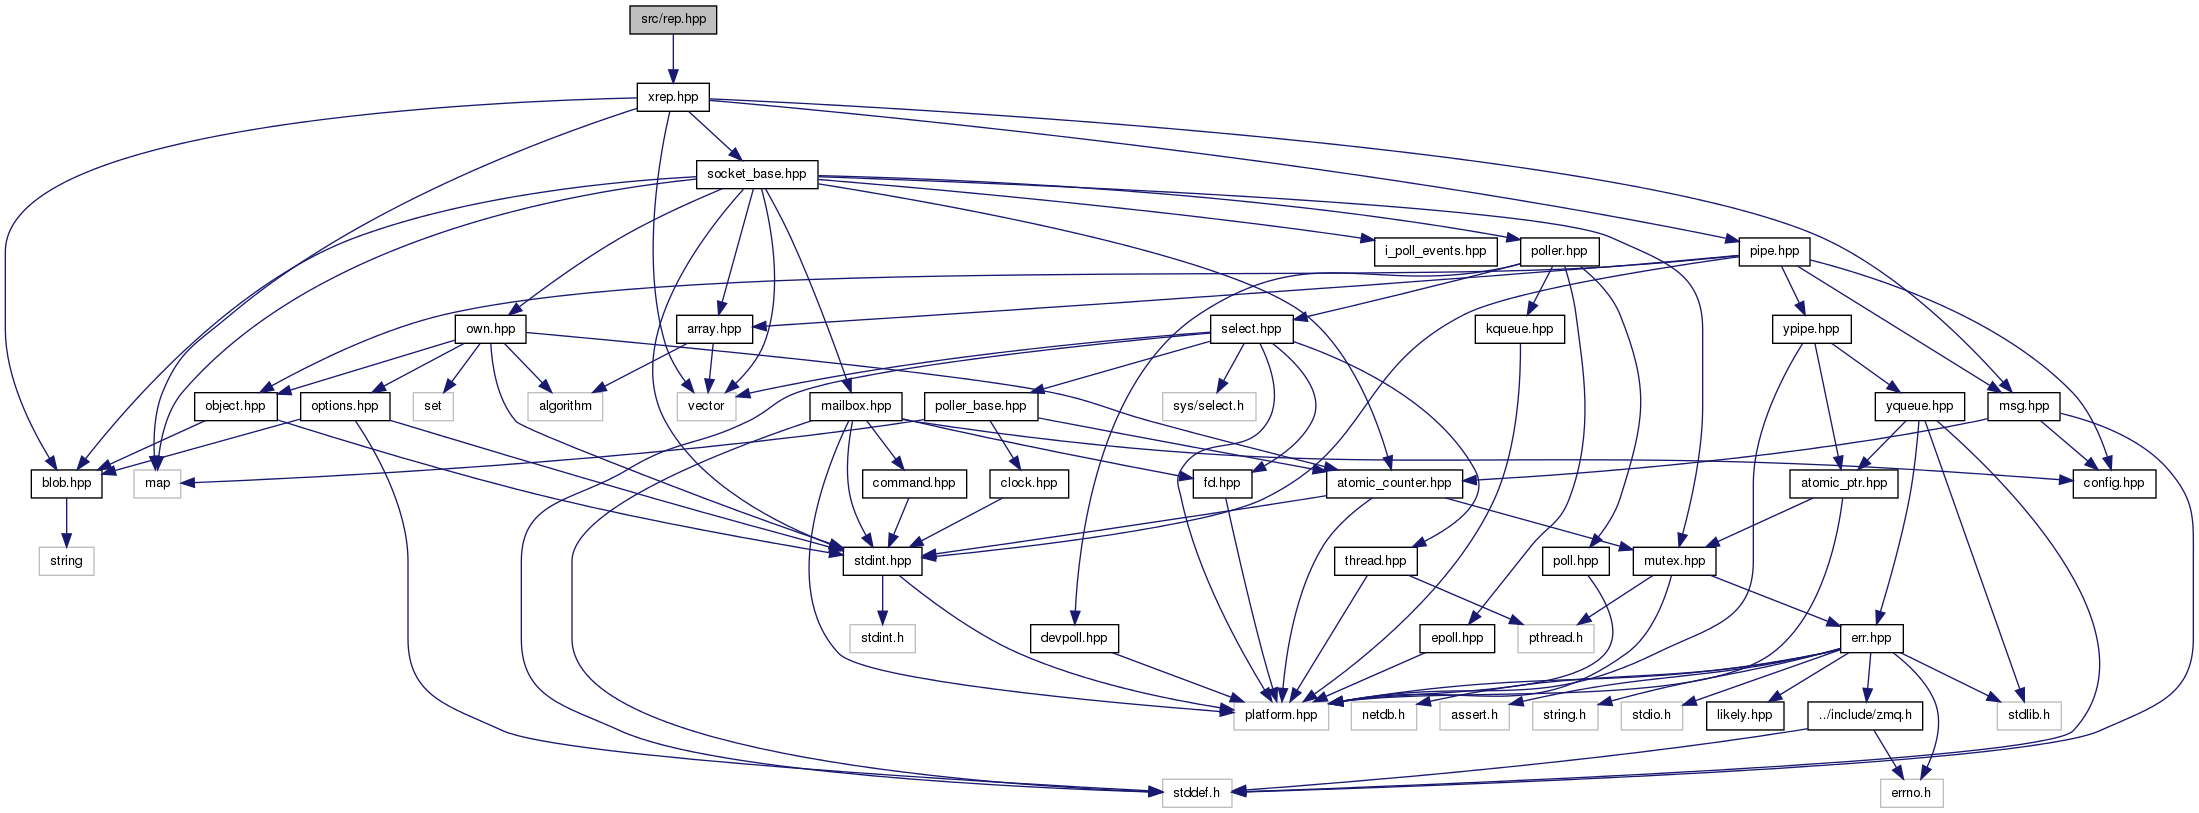 src/rep.hpp
xrep.hpp
socket_base.hpp
i_poll_events.hpp
poller.hpp
pipe.hpp
own.hpp
array.hpp
select.hpp
kqueue.hpp
ypipe.hpp
object.hpp
options.hpp
set
algorithm
vector
mailbox.hpp
poller_base.hpp
sys/select.h
yqueue.hpp
msg.hpp
blob.hpp
map
command.hpp
clock.hpp
fd.hpp
atomic_counter.hpp
atomic_ptr.hpp
config.hpp
string
stdint.hpp
thread.hpp
poll.hpp
mutex.hpp
stdint.h
devpoll.hpp
epoll.hpp
pthread.h
err.hpp
platform.hpp
netdb.h
assert.h
string.h
stdio.h
likely.hpp
../include/zmq.h
stdlib.h
stddef.h
errno.h